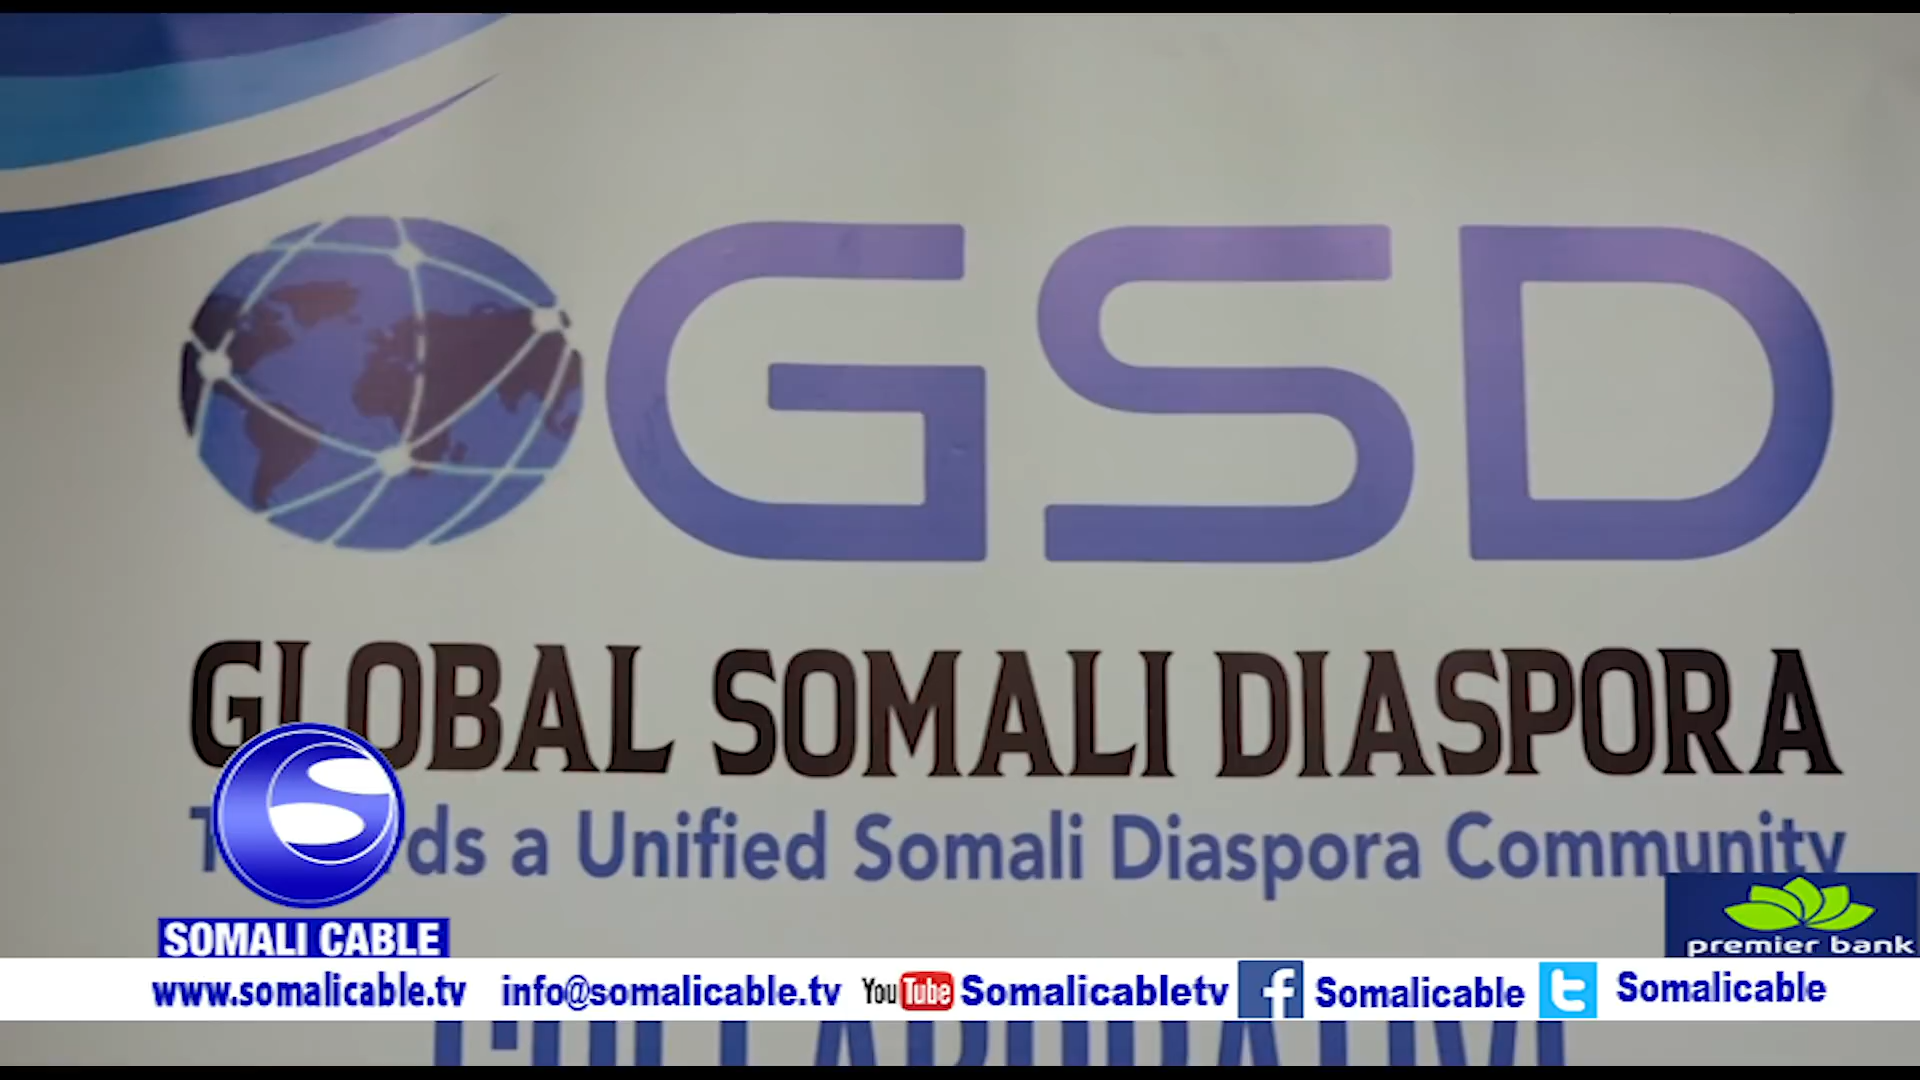 GSD
GLOBAL SOMALI DIASPORA
ds a Unified Somali Diaspora Community
SOMALI CABLE
premier bank
www.somalicable.tv info@somalicable.tv YouTube Somalicabletv Somalicable Somalicable